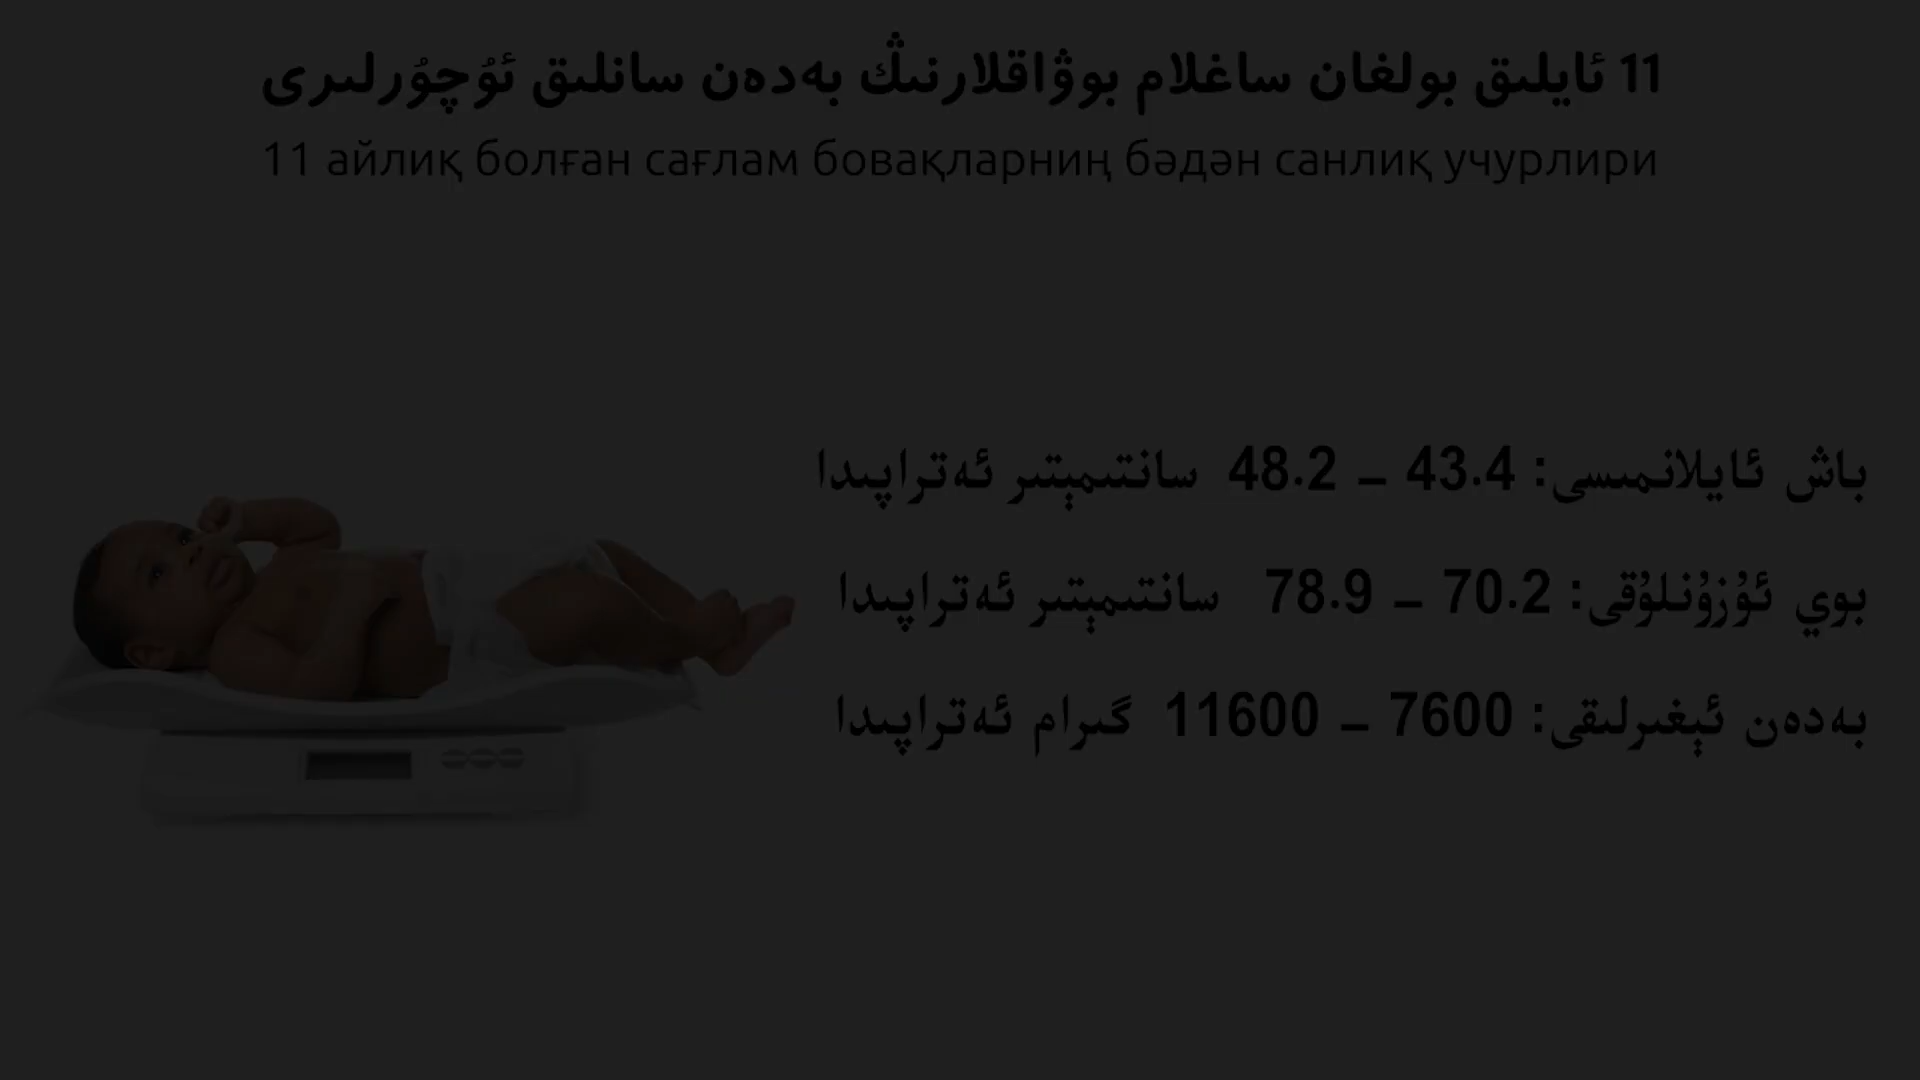 11 ئايلىق بولغان ساغلام بوۋاقلارنىڭ بەدەن سانلىق ئۇچۇرلىرى
11 айлиқ болған сағлам бовақларниң бәдән санлиқ учурлири
باش ئايلانمىسى: 43.4 – 48.2 سانتىمېتىر ئەتراپىدا
بوي ئۇزۇنلۇقى: 70.2 – 78.9 سانتىمېتىر ئەتراپىدا
بەدەن ئېغىرلىقى: 7600 – 11600 گىرام ئەتراپىدا